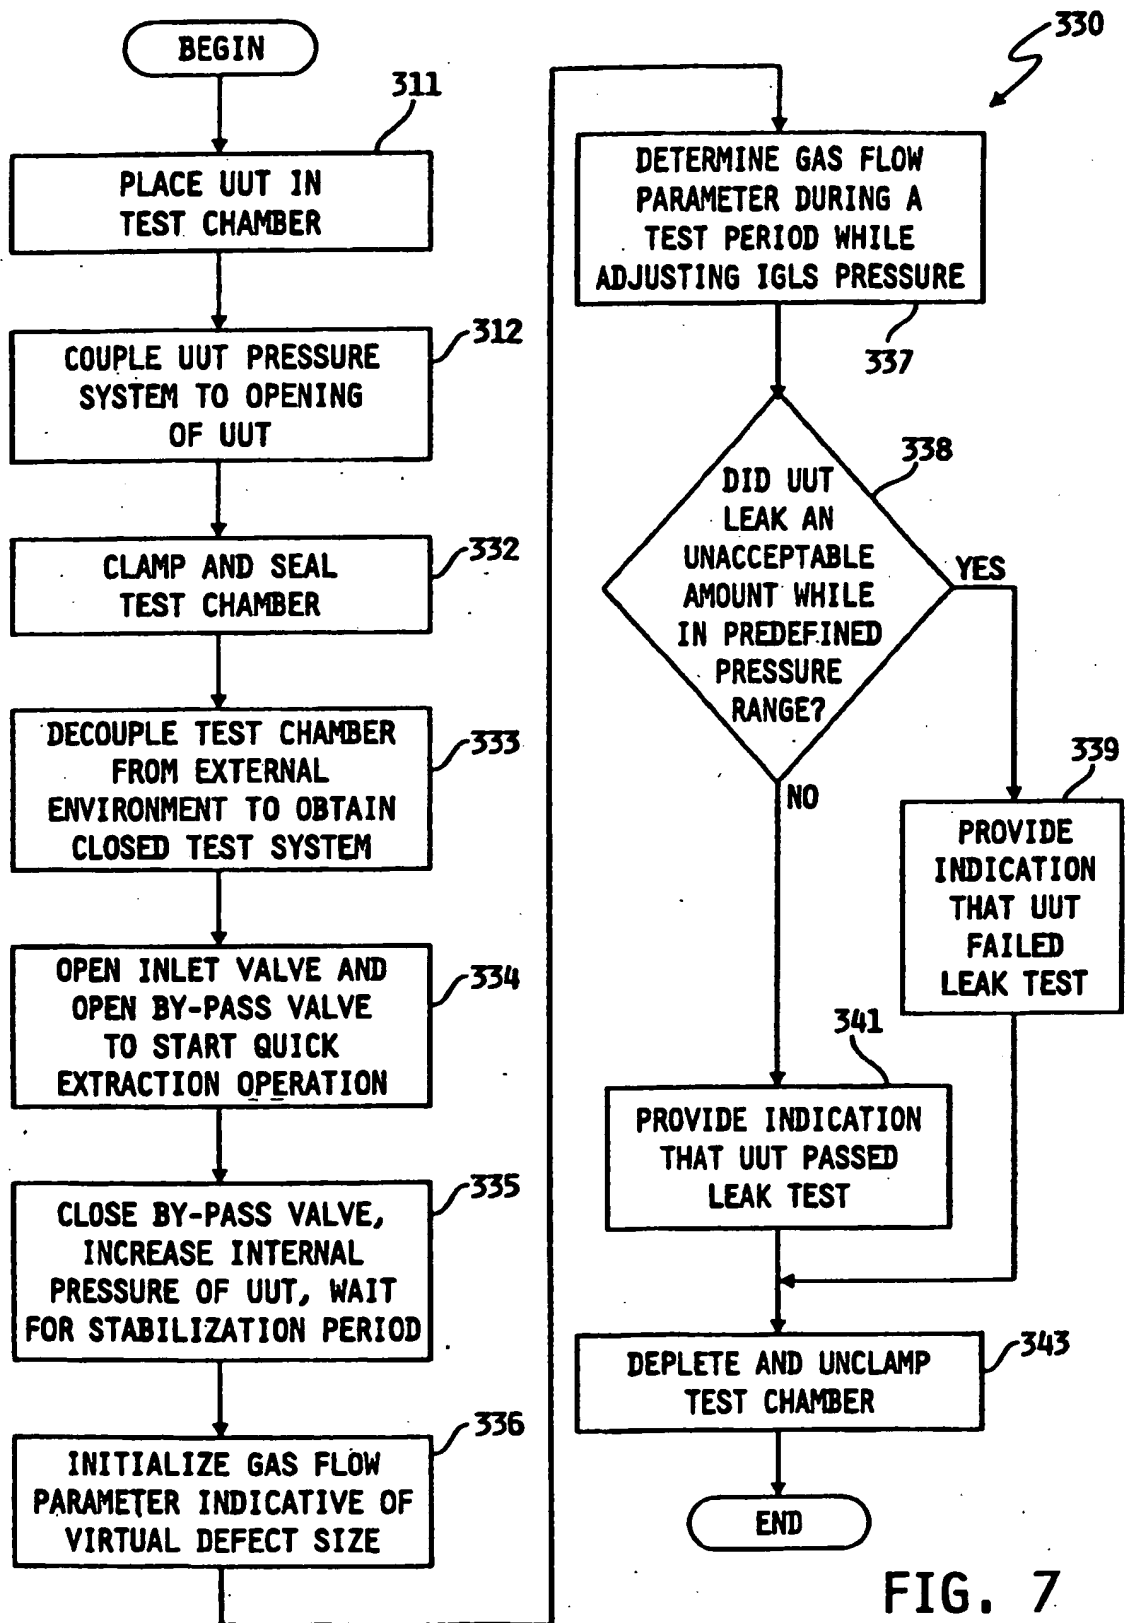 BEGIN
311
PLACE UUT IN
TEST CHAMBER
312
COUPLE UUT PRESSURE
SYSTEM TO OPENING
OF UUT
332
CLAMP AND SEAL
TEST CHAMBER
333
DECOUPLE TEST CHAMBER
FROM EXTERNAL
ENVIRONMENT TO OBTAIN
CLOSED TEST SYSTEM
334
OPEN INLET VALVE AND
OPEN BY-PASS VALVE
TO START QUICK
EXTRACTION OPERATION
335
CLOSE BY-PASS VALVE,
INCREASE INTERNAL
PRESSURE OF UUT, WAIT
FOR STABILIZATION PERIOD
336
INITIALIZE GAS FLOW
PARAMETER INDICATIVE OF
VIRTUAL DEFECT SIZE
330
DETERMINE GAS FLOW
PARAMETER DURING A
TEST PERIOD WHILE
ADJUSTING IGLS PRESSURE
337
338
DID UUT
LEAK AN
UNACCEPTABLE
AMOUNT WHILE
IN PREDEFINED
PRESSURE
RANGE?
YES
NO
339
PROVIDE
INDICATION
THAT UUT
FAILED
LEAK TEST
341
PROVIDE INDICATION
THAT UUT PASSED
LEAK TEST
343
DEPLETE AND UNCLAMP
TEST CHAMBER
END
FIG. 7